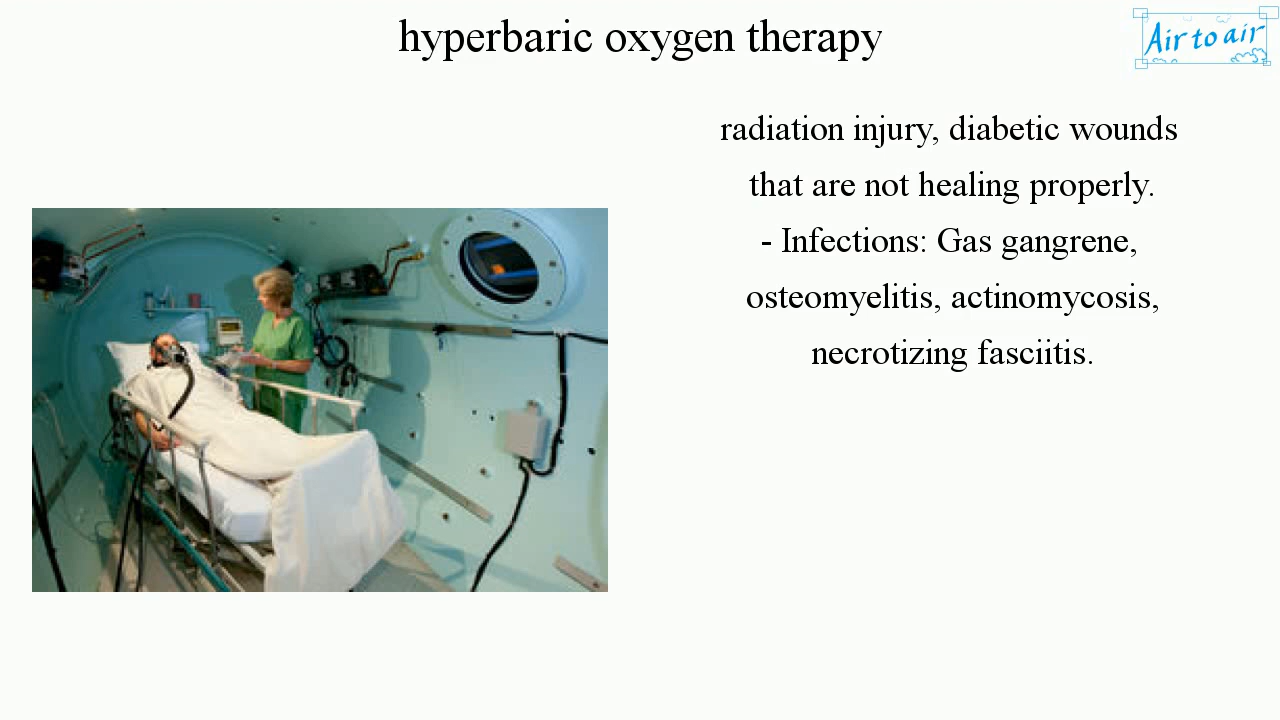 hyperbaric oxygen therapy
Air to air
radiation injury, diabetic wounds
that are not healing properly.
- Infections: Gas gangrene,
osteomyelitis, actinomycosis,
necrotizing fasciitis.